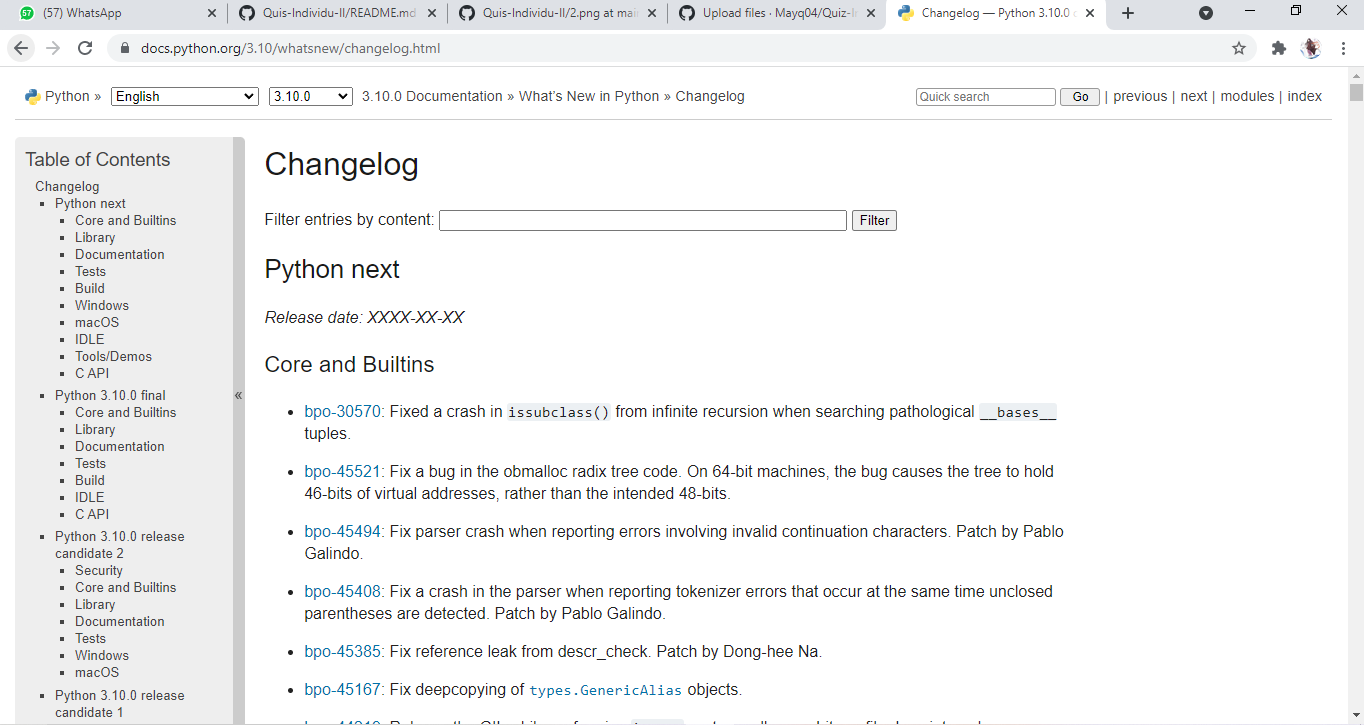 (57) WhatsApp
Quis-Individu-II/README.md
Quis-Individu-II/2.png at mai
Upload files · Mayq04/Quiz-I
Changelog — Python 3.10.0 
docs.python.org/3.10/whatsnew/changelog.html
Python » English 3.10.0 3.10.0 Documentation » What's New in Python » Changelog
Quick search Go | previous | next | modules | index
Table of Contents
Changelog
Python next
Core and Builtins
Library
Documentation
Tests
Build
Windows
macOS
IDLE
Tools/Demos
C API
Python 3.10.0 final
Core and Builtins
Library
Documentation
Tests
Build
IDLE
C API
Python 3.10.0 release
candidate 2
Security
Core and Builtins
Library
Documentation
Tests
Windows
macOS
Python 3.10.0 release
candidate 1
«
Changelog
Filter entries by content: Filter
Python next
Release date: XXXX-XX-XX
Core and Builtins
bpo-30570: Fixed a crash in issubclass() from infinite recursion when searching pathological __bases__
tuples.
bpo-45521: Fix a bug in the obmalloc radix tree code. On 64-bit machines, the bug causes the tree to hold
46-bits of virtual addresses, rather than the intended 48-bits.
bpo-45494: Fix parser crash when reporting errors involving invalid continuation characters. Patch by Pablo
Galindo.
bpo-45408: Fix a crash in the parser when reporting tokenizer errors that occur at the same time unclosed
parentheses are detected. Patch by Pablo Galindo.
bpo-45385: Fix reference leak from descr_check. Patch by Dong-hee Na.
bpo-45167: Fix deepcopying of types.GenericAlias objects.